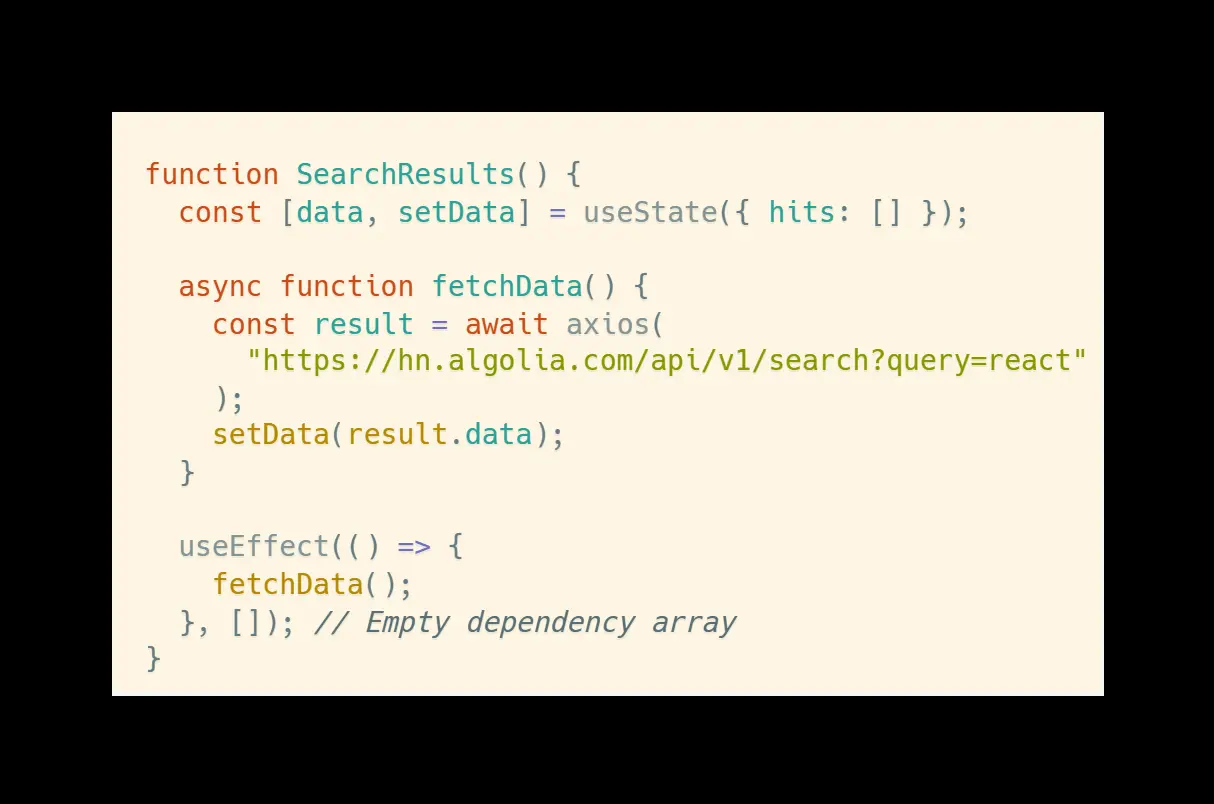 function SearchResults() {
  const [data, setData] = useState({ hits: [] });

  async function fetchData() {
    const result = await axios(
      "https://hn.algolia.com/api/v1/search?query=react"
    );
    setData(result.data);
  }

  useEffect(() => {
    fetchData();
  }, []); // Empty dependency array
}